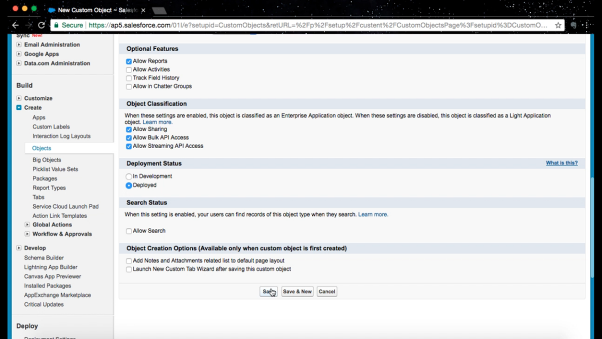 New Custom Object ~ Salesfo
Secure
https://ap5.salesforce.com/01I/e?setupid=CustomObjects&retURL=%2Fp%2Fsetup%2Fcustent%2FCustomObjectsPage%3Fsetupid%3DCustomO...
Sync New
Email Administration
Google Apps
Data.com Administration
Build
Customize
Create
Apps
Custom Labels
Interaction Log Layouts
Objects
Big Objects
Picklist Value Sets
Packages
Report Types
Tabs
Service Cloud Launch Pad
Action Link Templates
Global Actions
Workflow & Approvals
Develop
Schema Builder
Lightning App Builder
Canvas App Previewer
Installed Packages
AppExchange Marketplace
Critical Updates
Deploy
Deployment Settings
Optional Features
Allow Reports
Allow Activities
Track Field History
Allow in Chatter Groups
Object Classification
When these settings are enabled, this object is classified as an Enterprise Application object. When these settings are disabled, this object is classified as a Light Application
object. Learn more.
Allow Sharing
Allow Bulk API Access
Allow Streaming API Access
Deployment Status
What is this?
In Development
Deployed
Search Status
When this setting is enabled, your users can find records of this object type when they search. Learn more.
Allow Search
Object Creation Options (Available only when custom object is first created)
Add Notes and Attachments related list to default page layout
Launch New Custom Tab Wizard after saving this custom object
Save
Save & New
Cancel